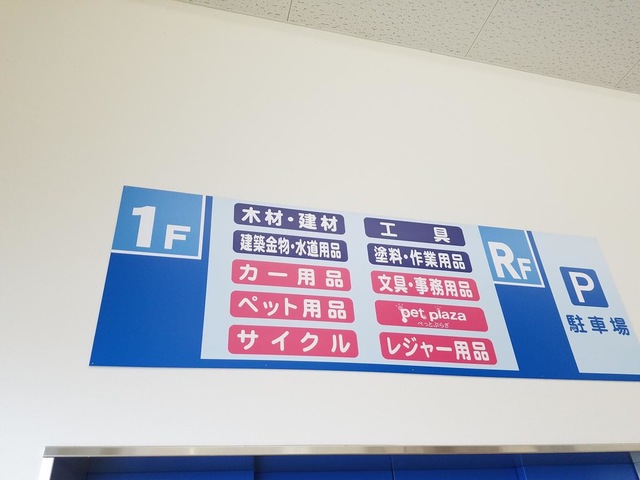 1F
木材・建材
建築金物・水道用品
カー用品
ペット用品
サイクル
工具
塗料・作業用品
文具・事務用品
pet plaza
ぺっとぷらざ
レジャー用品
RF
P
駐車場